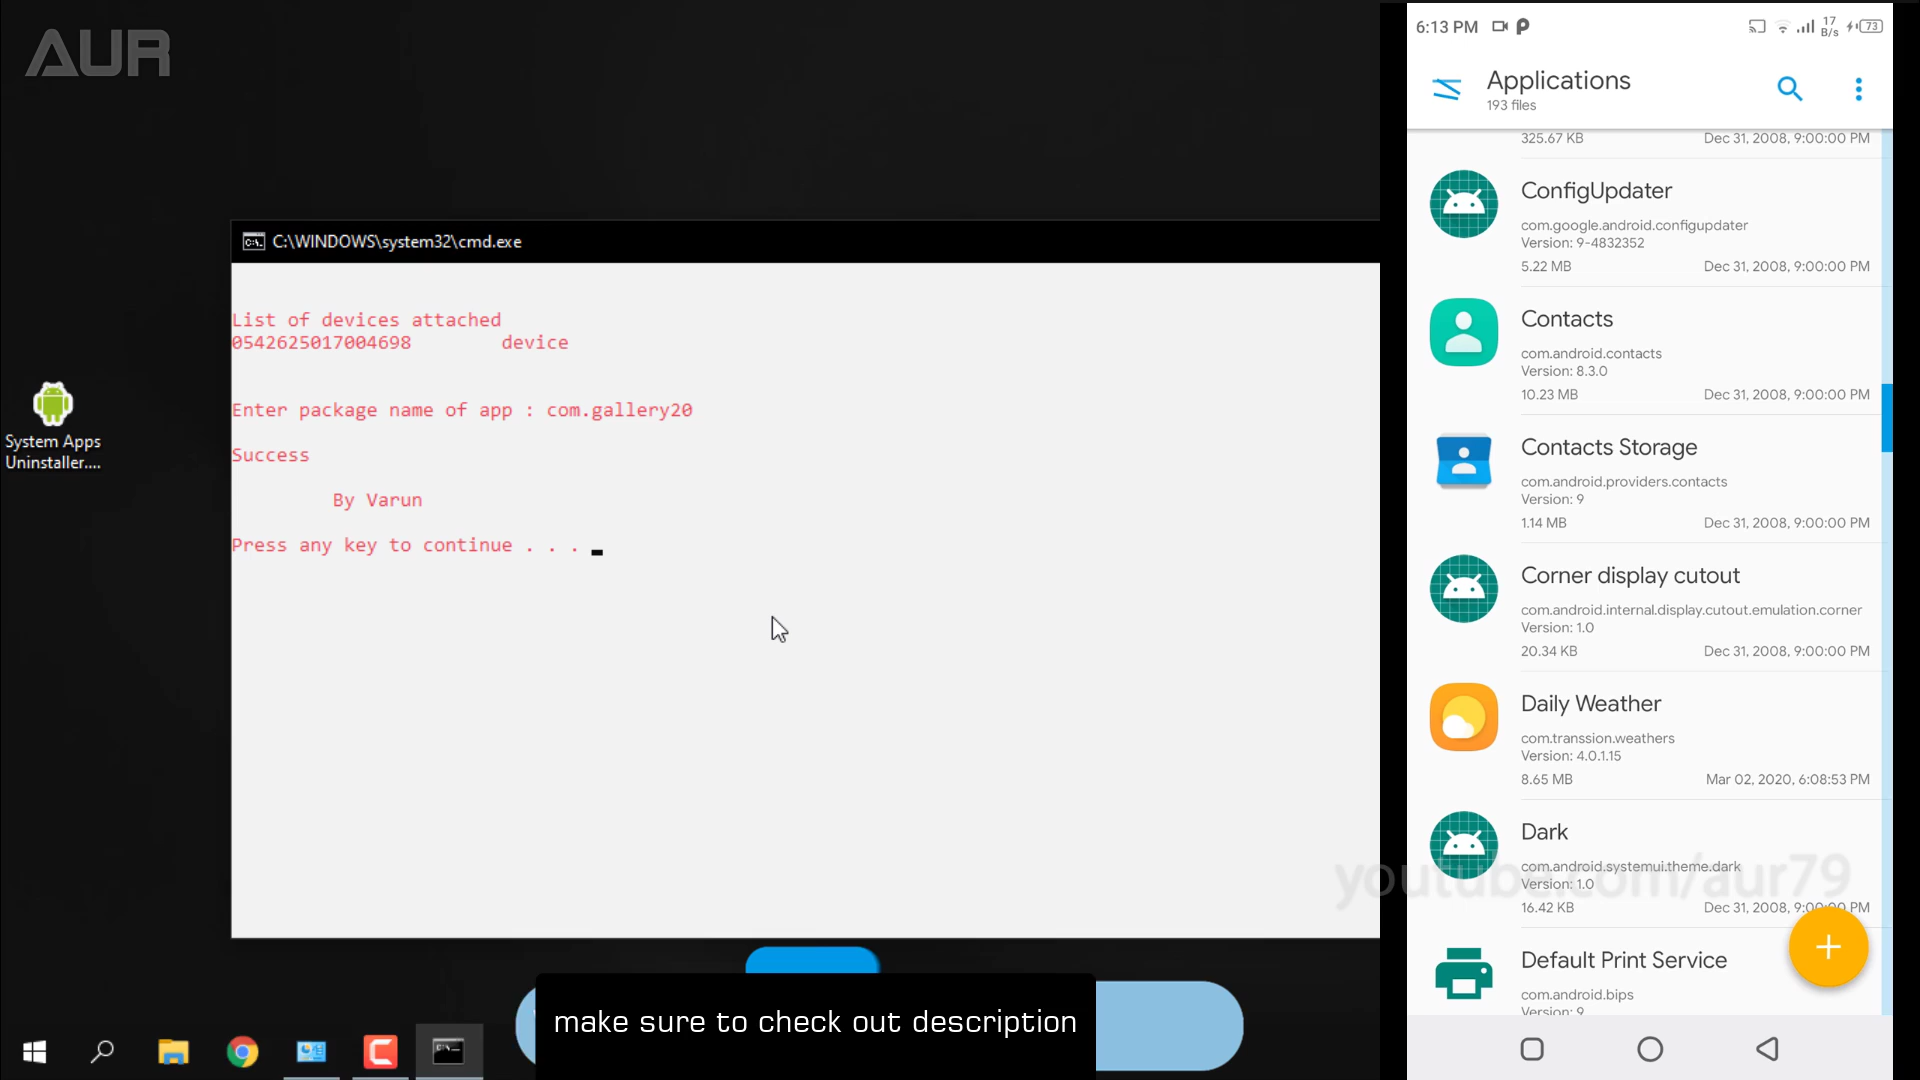 AUR
C:\WINDOWS\system32\cmd.exe
List of devices attached
0542625017004698 device
Enter package name of app : com.gallery20
Success
By Varun
Press any key to continue . . .
System Apps
Uninstaller....
make sure to check out description
6:13 PM
17
B/s
73
Applications
193 files
325.67 KB Dec 31, 2008, 9:00:00 PM
ConfigUpdater
com.google.android.configupdater
Version: 9-4832352
5.22 MB Dec 31, 2008, 9:00:00 PM
Contacts
com.android.contacts
Version: 8.3.0
10.23 MB Dec 31, 2008, 9:00:00 PM
Contacts Storage
com.android.providers.contacts
Version: 9
1.14 MB Dec 31, 2008, 9:00:00 PM
Corner display cutout
com.android.internal.display.cutout.emulation.corner
Version: 1.0
20.34 KB Dec 31, 2008, 9:00:00 PM
Daily Weather
com.transsion.weathers
Version: 4.0.1.15
8.65 MB Mar 02, 2020, 6:08:53 PM
Dark
com.android.systemui.theme.dark
Version: 1.0
youtube.com/aur79
16.42 KB Dec 31, 2008, 9:00:00 PM
Default Print Service
com.android.bips
Version: 9